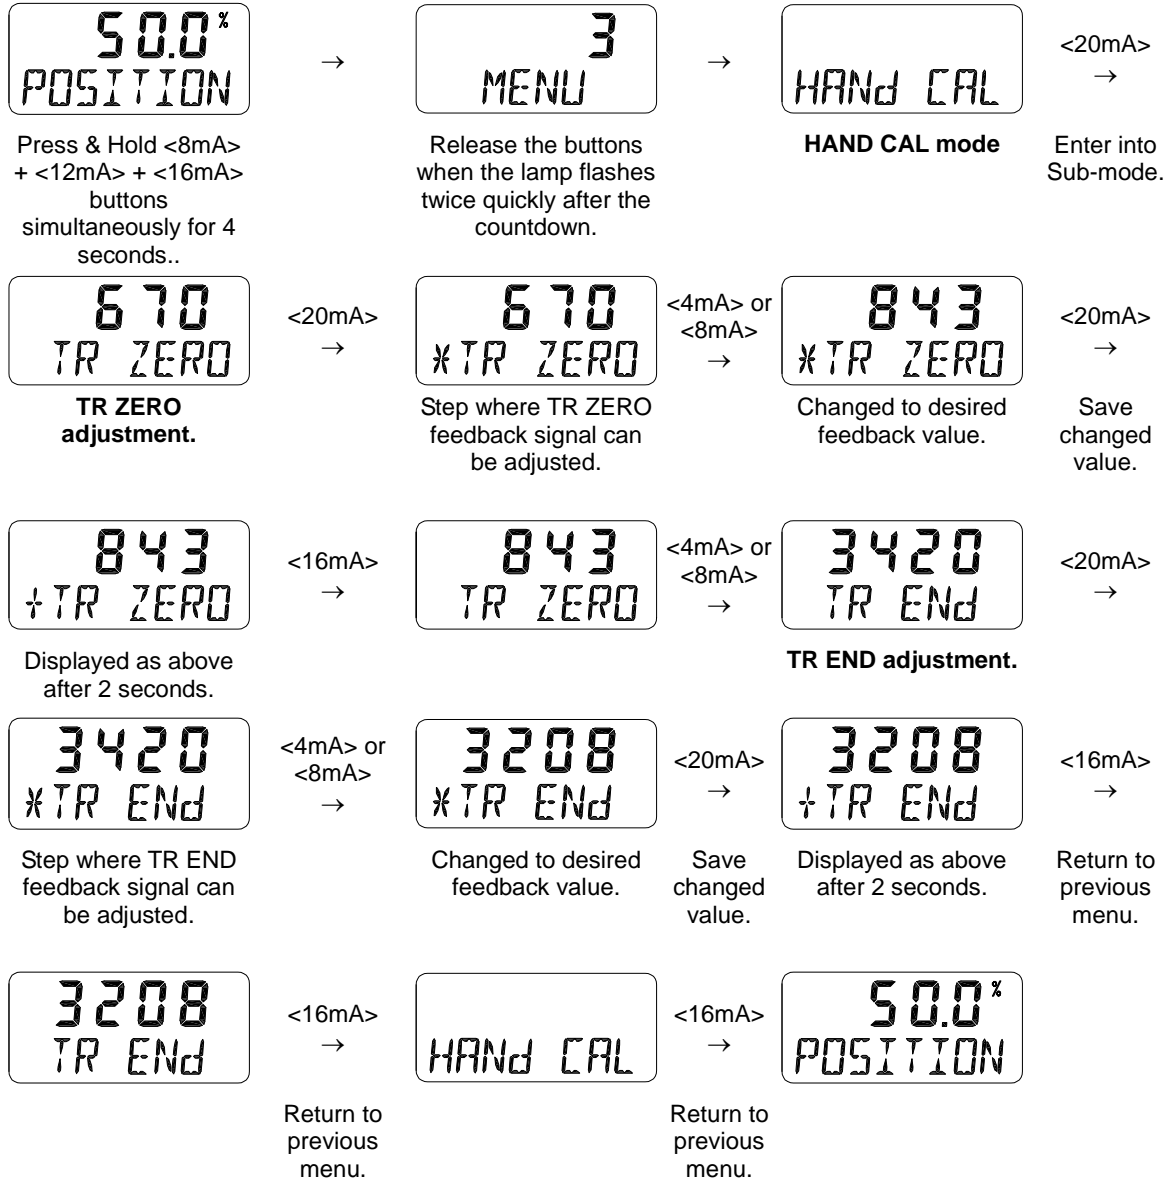 50.0%
POSITION
→
3
MENU
→
HANd CAL
<20mA>
→
Press & Hold <8mA>
+ <12mA> + <16mA>
buttons
simultaneously for 4
seconds..
Release the buttons
when the lamp flashes
twice quickly after the
countdown.
HAND CAL mode
Enter into
Sub-mode.
670
TR ZERO
<20mA>
→
670
*TR ZERO
<4mA> or
<8mA>
→
843
*TR ZERO
<20mA>
→
TR ZERO
adjustment.
Step where TR ZERO
feedback signal can
be adjusted.
Changed to desired
feedback value.
Save
changed
value.
843
+TR ZERO
<16mA>
→
843
TR ZERO
<4mA> or
<8mA>
→
3420
TR ENd
<20mA>
→
Displayed as above
after 2 seconds.
TR END adjustment.
3420
*TR ENd
<4mA> or
<8mA>
→
3208
*TR ENd
<20mA>
→
3208
+TR ENd
<16mA>
→
Step where TR END
feedback signal can
be adjusted.
Changed to desired
feedback value.
Save
changed
value.
Displayed as above
after 2 seconds.
Return to
previous
menu.
3208
TR ENd
<16mA>
→
HANd CAL
<16mA>
→
50.0%
POSITION
Return to
previous
menu.
Return to
previous
menu.